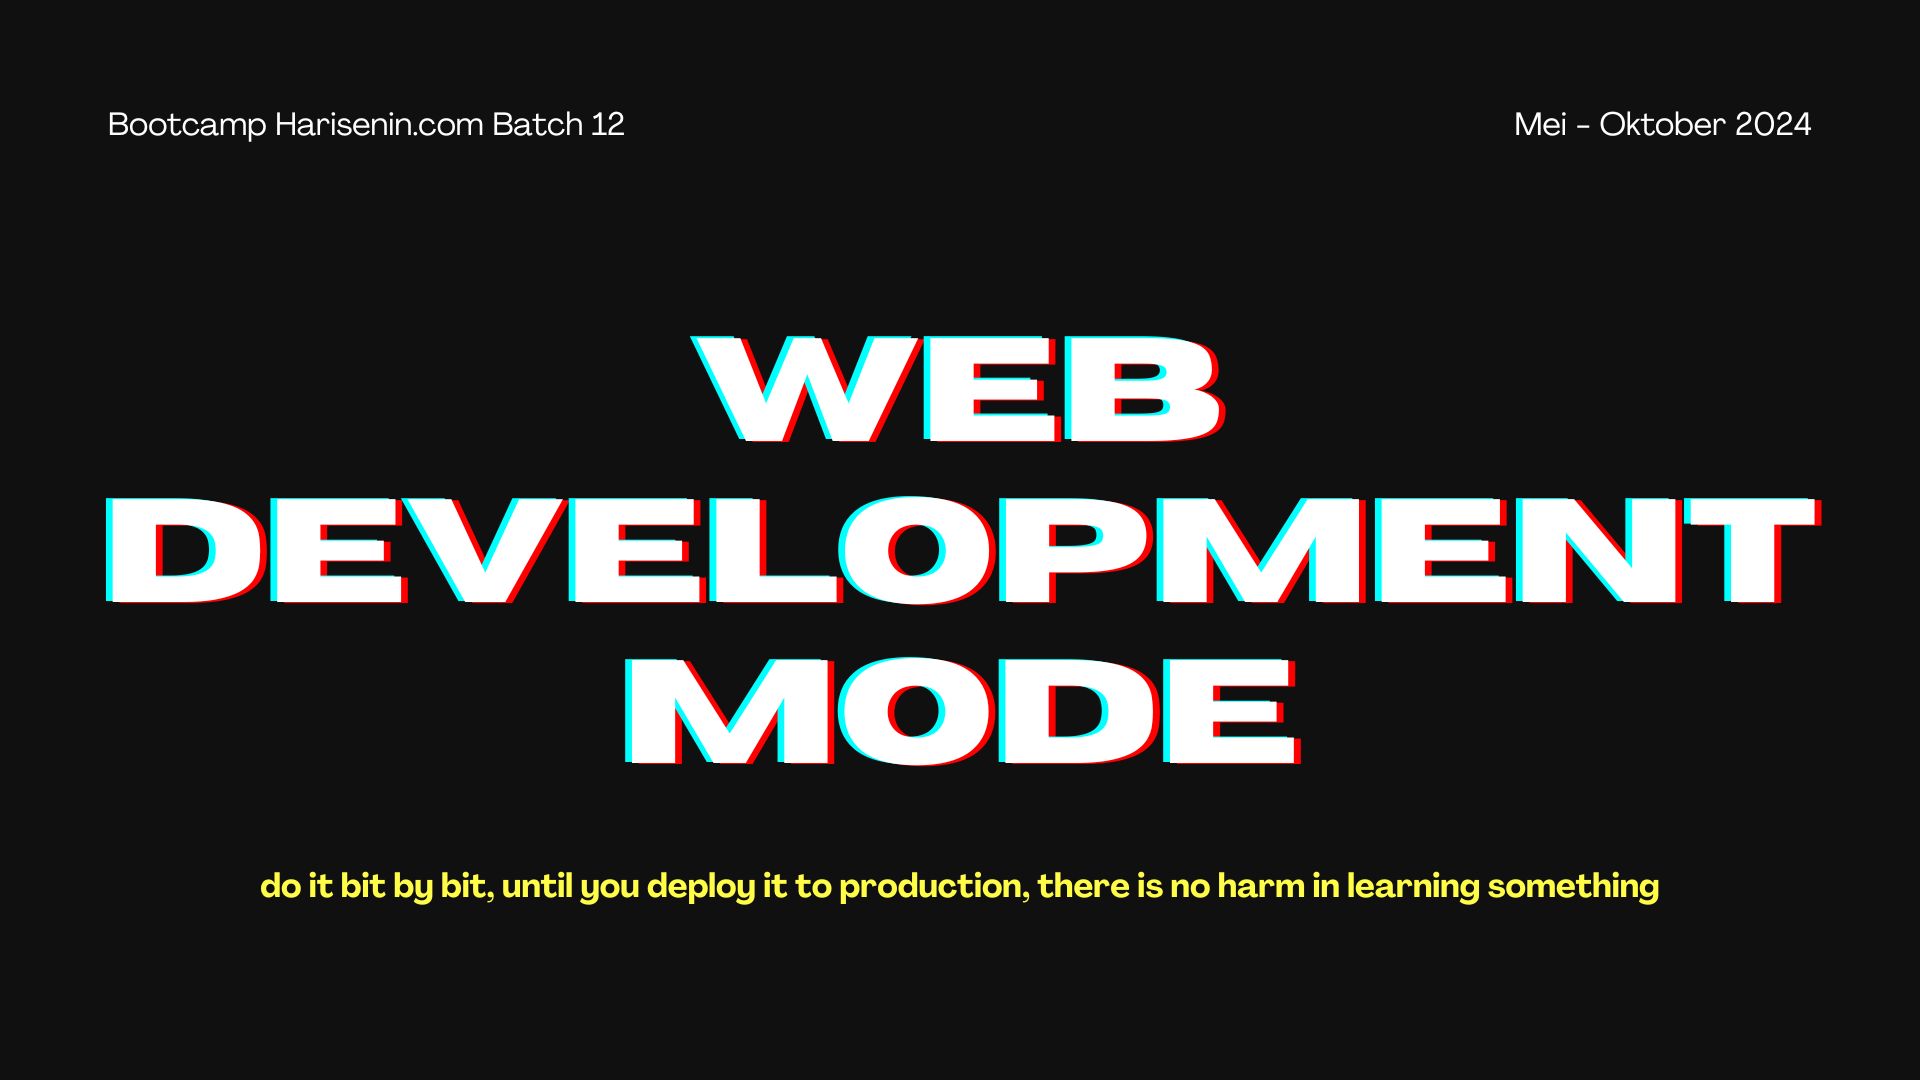 Bootcamp Harisenin.com Batch 12
Mei - Oktober 2024
WEB
DEVELOPMENT
MODE
do it bit by bit, until you deploy it to production, there is no harm in learning something